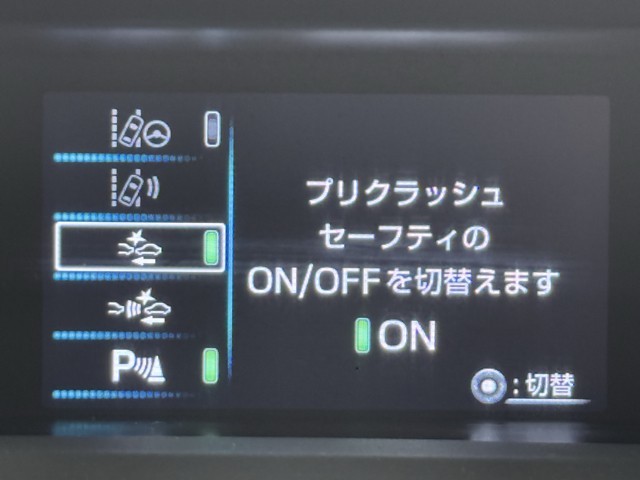 プリクラッシュ
セーフティの
ON/OFFを切替えます
ON
P
:切替